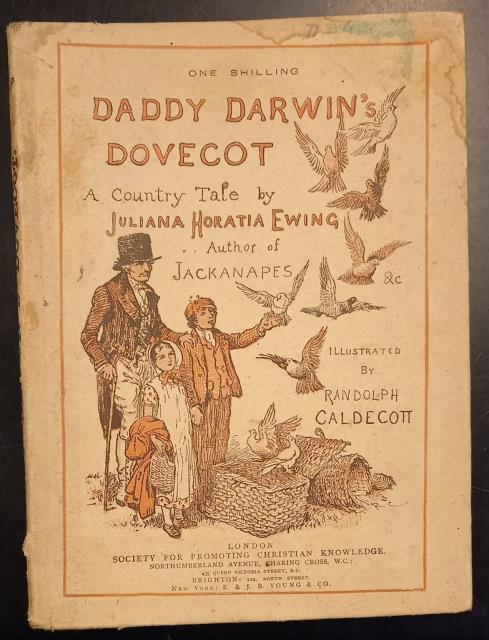 ONE SHILLING
DADDY DARWIN's
DOVECOT
A Country Tale by
JULIANA HORATIA EWING
.. Author of
JACKANAPES
&c
ILLUSTRATED
BY
RANDOLPH
CALDECOTT
LONDON
SOCIETY FOR PROMOTING CHRISTIAN KNOWLEDGE.
NORTHUMBERLAND AVENUE, CHARING CROSS, W.C.;
43, QUEEN VICTORIA STREET, E.C.
BRIGHTON: 129, NORTH STREET.
NEW YORK: E. & J. B. YOUNG & CO.